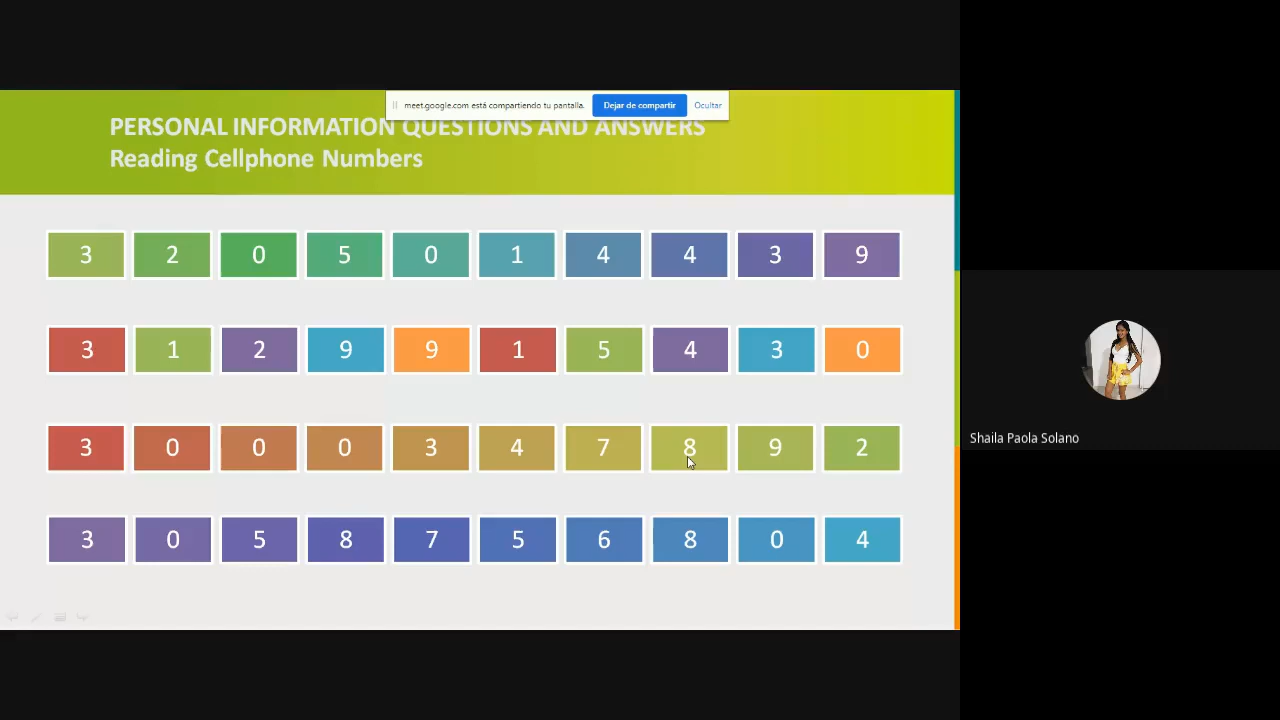 meet.google.com está compartiendo tu pantalla.
Dejar de compartir
Ocultar
PERSONAL INFORMATION QUESTIONS AND ANSWERS
Reading Cellphone Numbers
3 2 0 5 0 1 4 4 3 9
3 1 2 9 9 1 5 4 3 0
3 0 0 0 3 4 7 8 9 2
3 0 5 8 7 5 6 8 0 4
Shaila Paola Solano